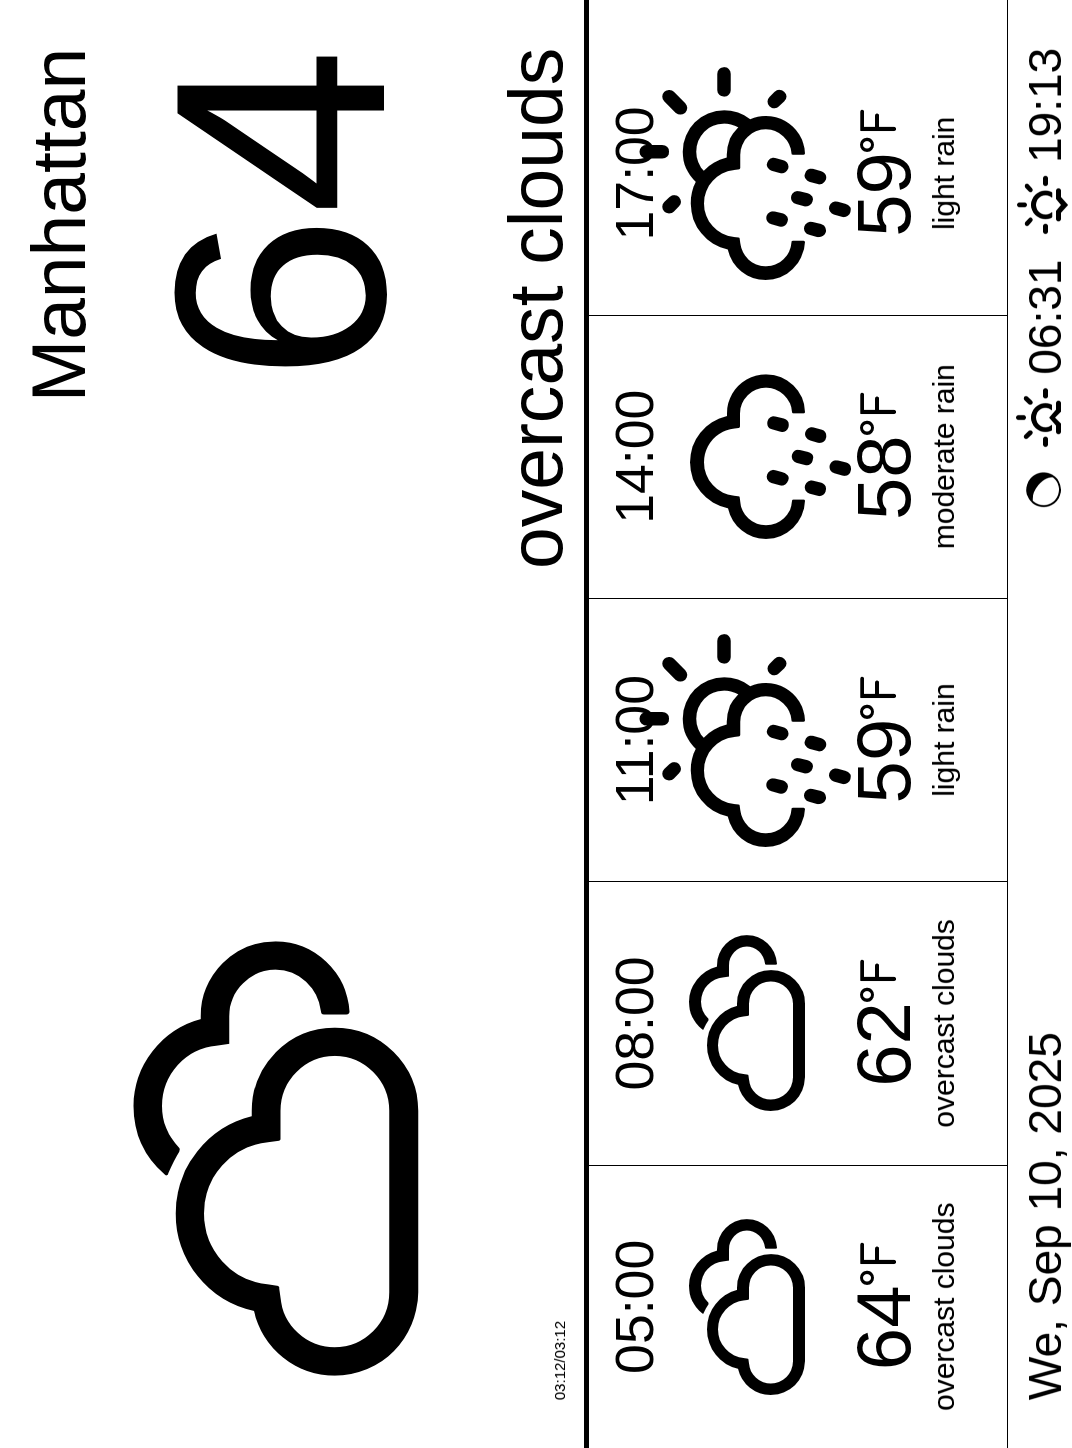 Manhattan
64
overcast clouds
03:12/03:12
05:00 08:00 11:00 14:00 17:00
64°F 62°F 59°F 58°F 59°F
overcast clouds overcast clouds light rain moderate rain light rain
We, Sep 10, 2025 06:31 19:13